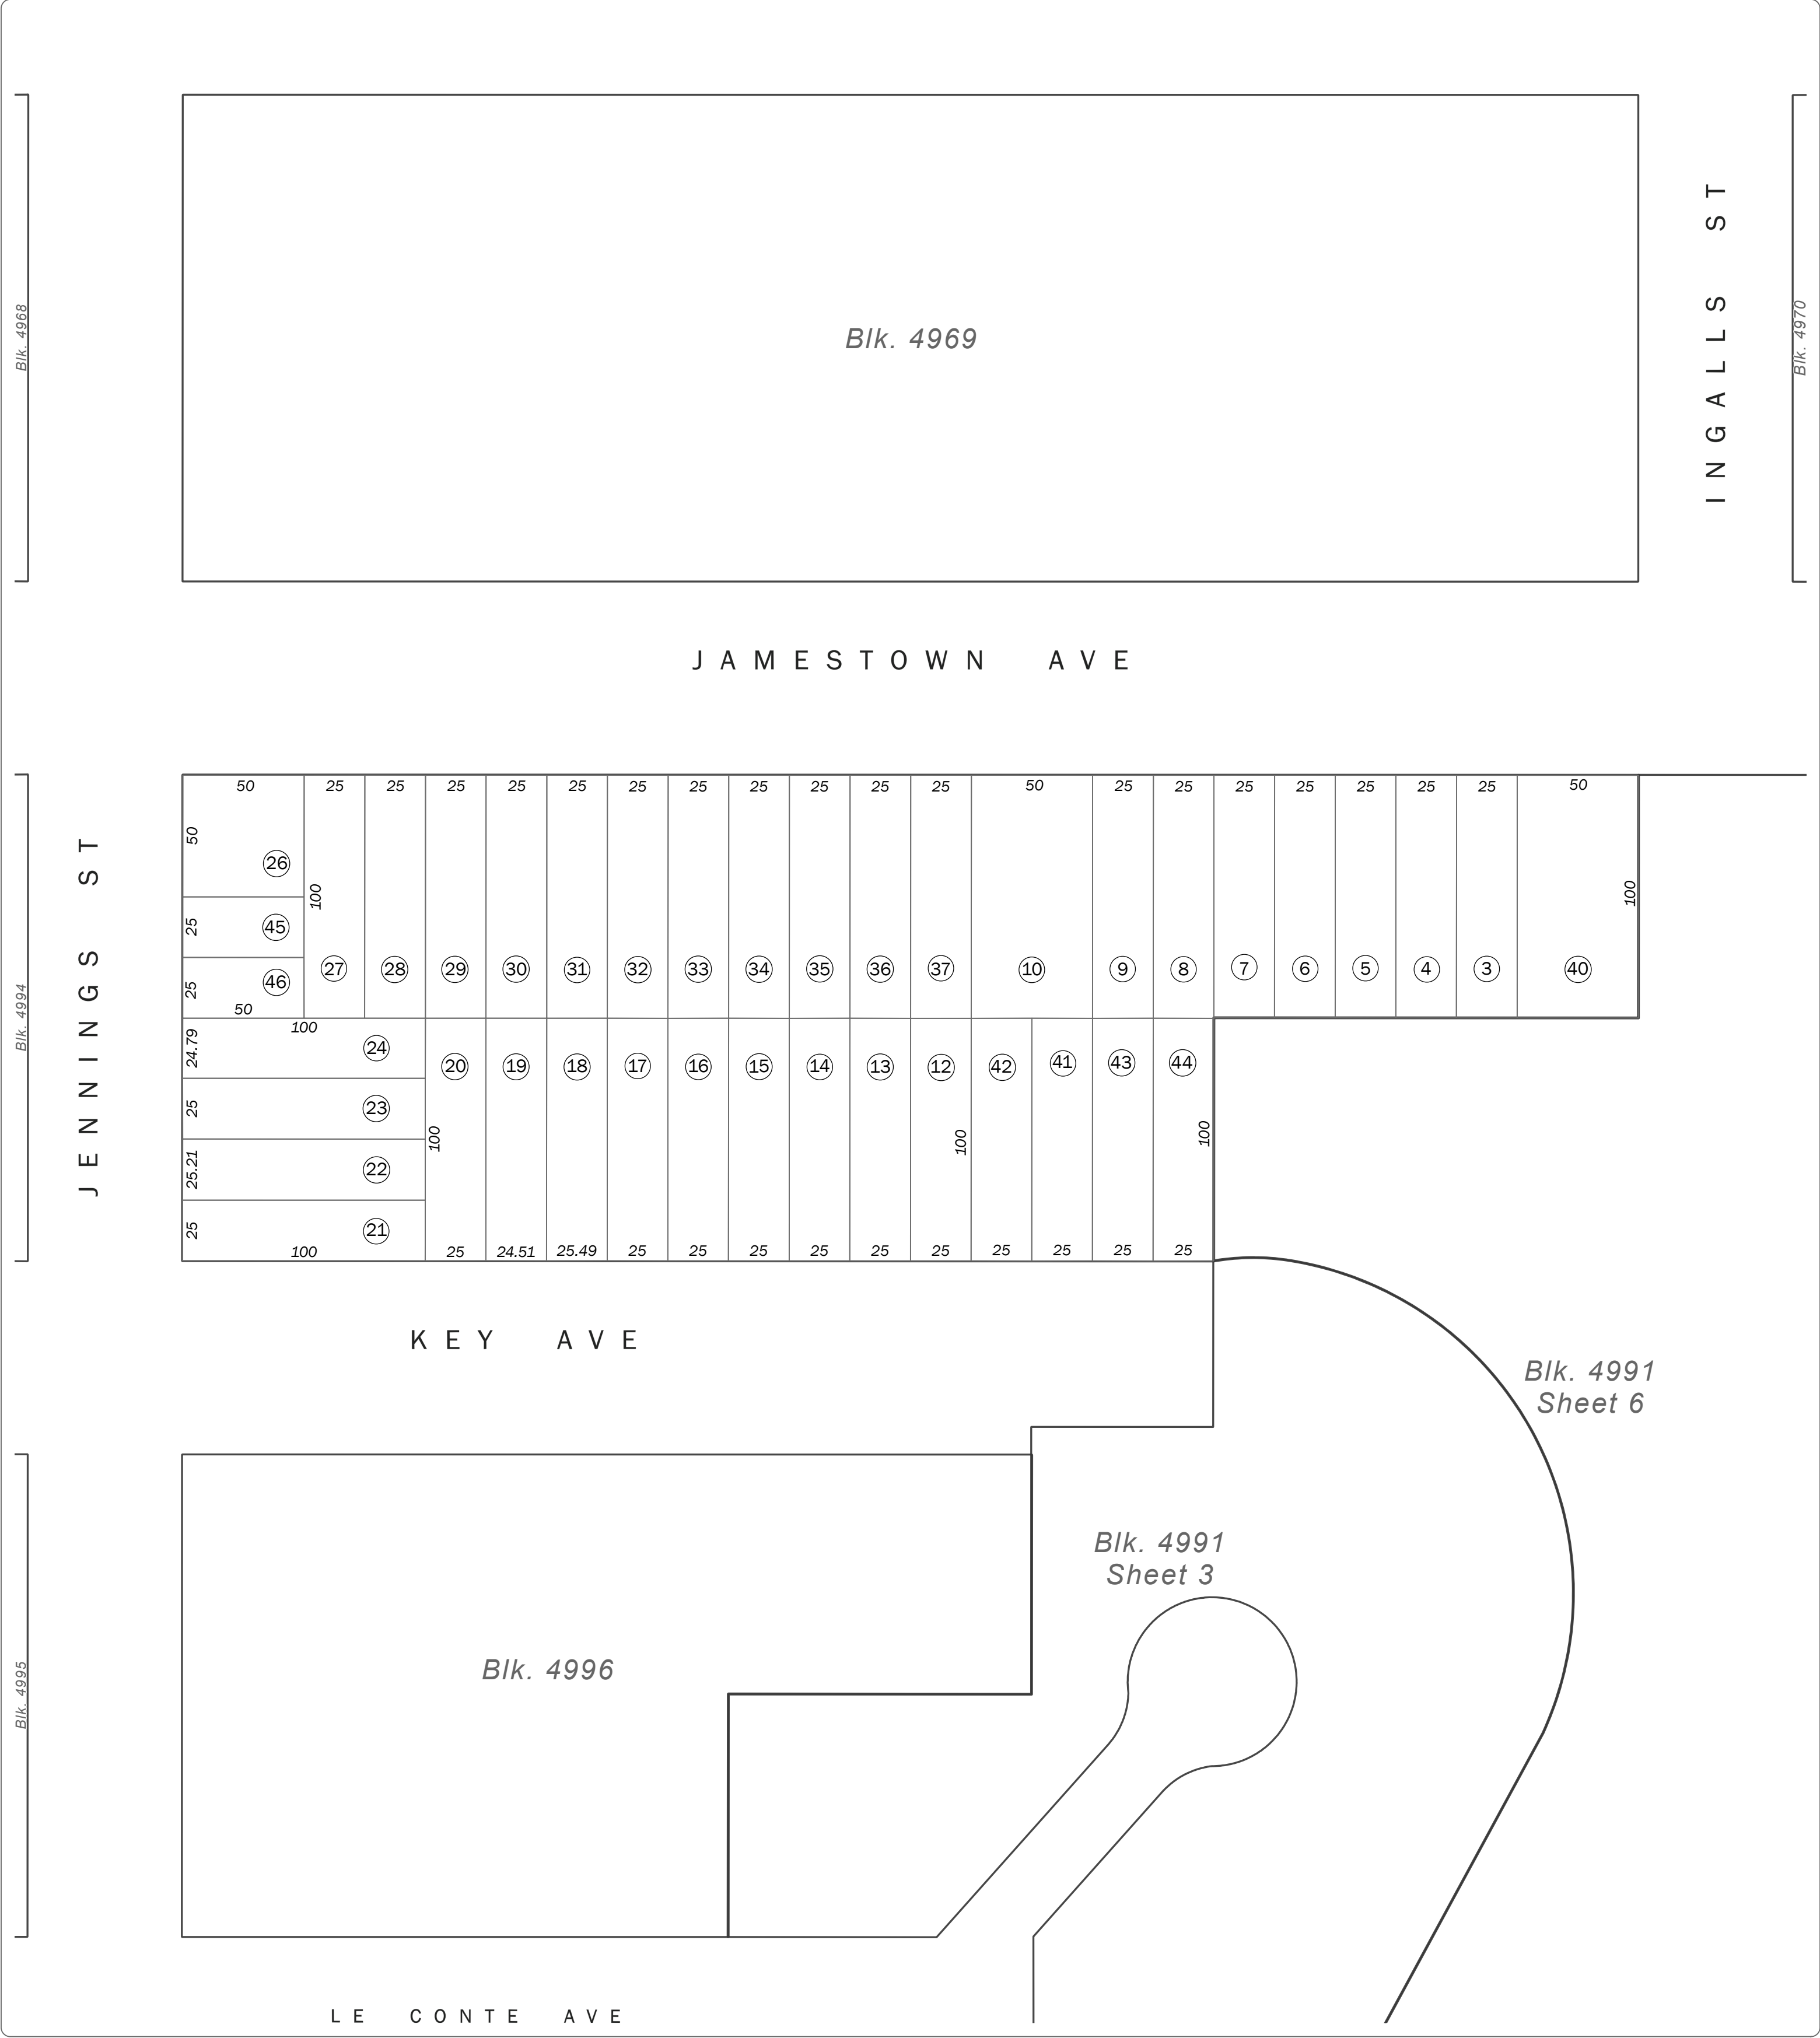 Blk. 4968
Blk. 4969
INGALLS ST
Blk. 4970
JAMESTOWN AVE
JENNINGS ST
Blk. 4994
50 25 25 25 25 25 25 25 25 25 25 25 50 25 25 25 25 25 25 25 50
50
26
100
100
25
45
25
46
50
27 28 29 30 31 32 33 34 35 36 37 10 9 8 7 6 5 4 3 40
100
24.79
24
20 19 18 17 16 15 14 13 12 42 41 43 44
25
23
100
100
100
25.21
22
25
21
100 25 24.51 25.49 25 25 25 25 25 25 25 25 25 25
KEY AVE
Blk. 4991
Sheet 6
Blk. 4991
Sheet 3
Blk. 4996
Blk. 4995
LE CONTE AVE